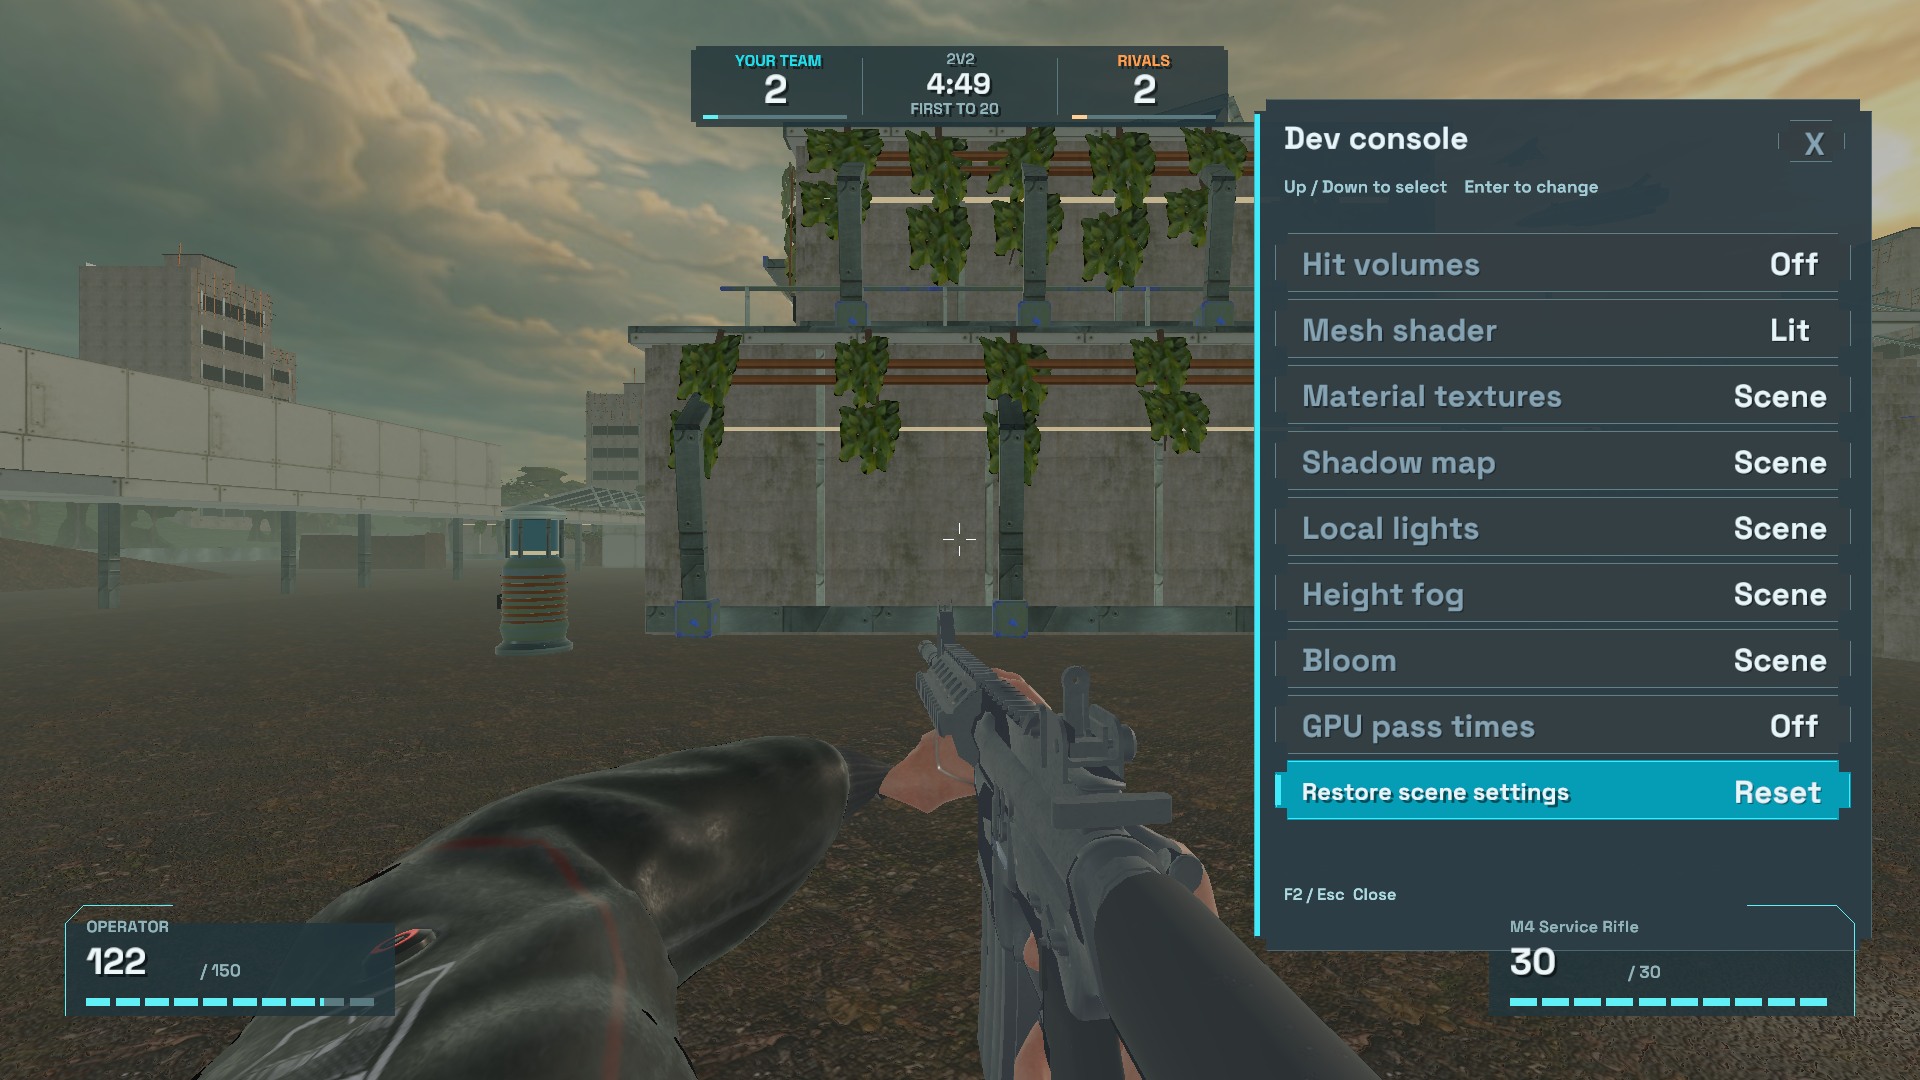 YOUR TEAM
2
2V2
4:49
FIRST TO 20
RIVALS
2
Dev console
X
Up / Down to select Enter to change
Hit volumes Off
Mesh shader Lit
Material textures Scene
Shadow map Scene
Local lights Scene
Height fog Scene
Bloom Scene
GPU pass times Off
Restore scene settings Reset
F2 / Esc Close
OPERATOR
122 / 150
M4 Service Rifle
30 / 30